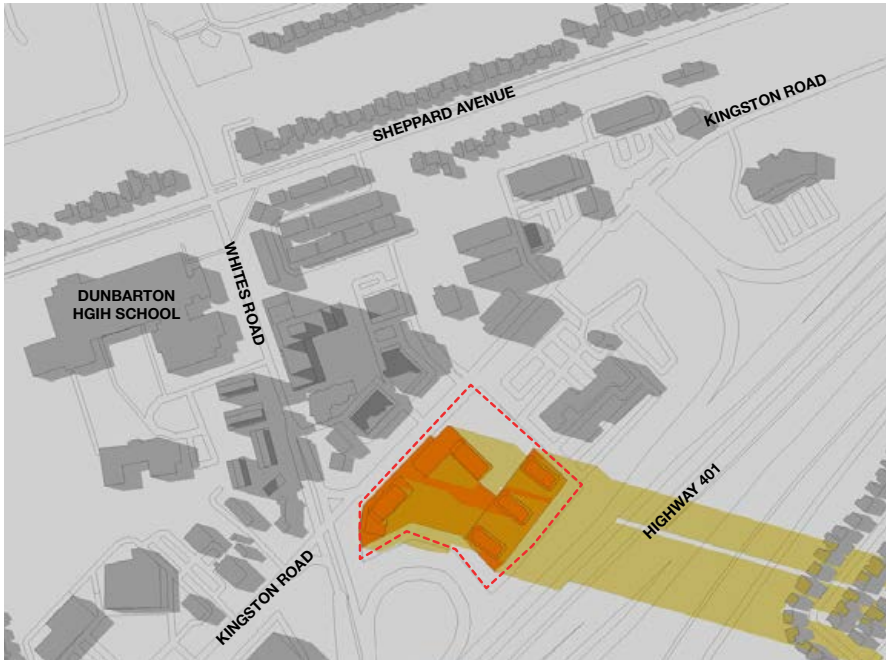 SHEPPARD AVENUE
KINGSTON ROAD
WHITES ROAD
DUNBARTON
HGIH SCHOOL
HIGHWAY 401
KINGSTON ROAD